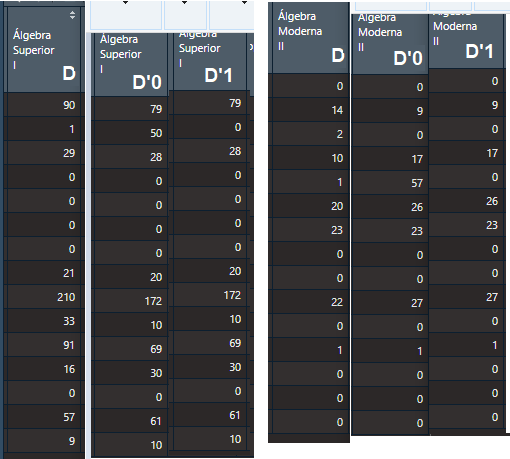 Álgebra Álgebra Álgebra Álgebra Álgebra Álgebra
Superior Superior Superior Moderna Moderna Moderna
I I I II II II
D D'0 D'1 D D'0 D'1
90 79 79 0 0 0
1 50 0 14 9 9
29 28 28 2 0 0
0 0 0 10 17 17
0 0 0 1 57 0
0 0 0 20 26 26
0 0 0 23 23 23
21 20 20 0 0 0
210 172 172 0 0 0
33 10 10 22 27 27
91 69 69 0 0 0
16 30 30 1 1 1
0 0 0 0 0 0
57 61 61 0 0 0
9 10 10 0 0 0